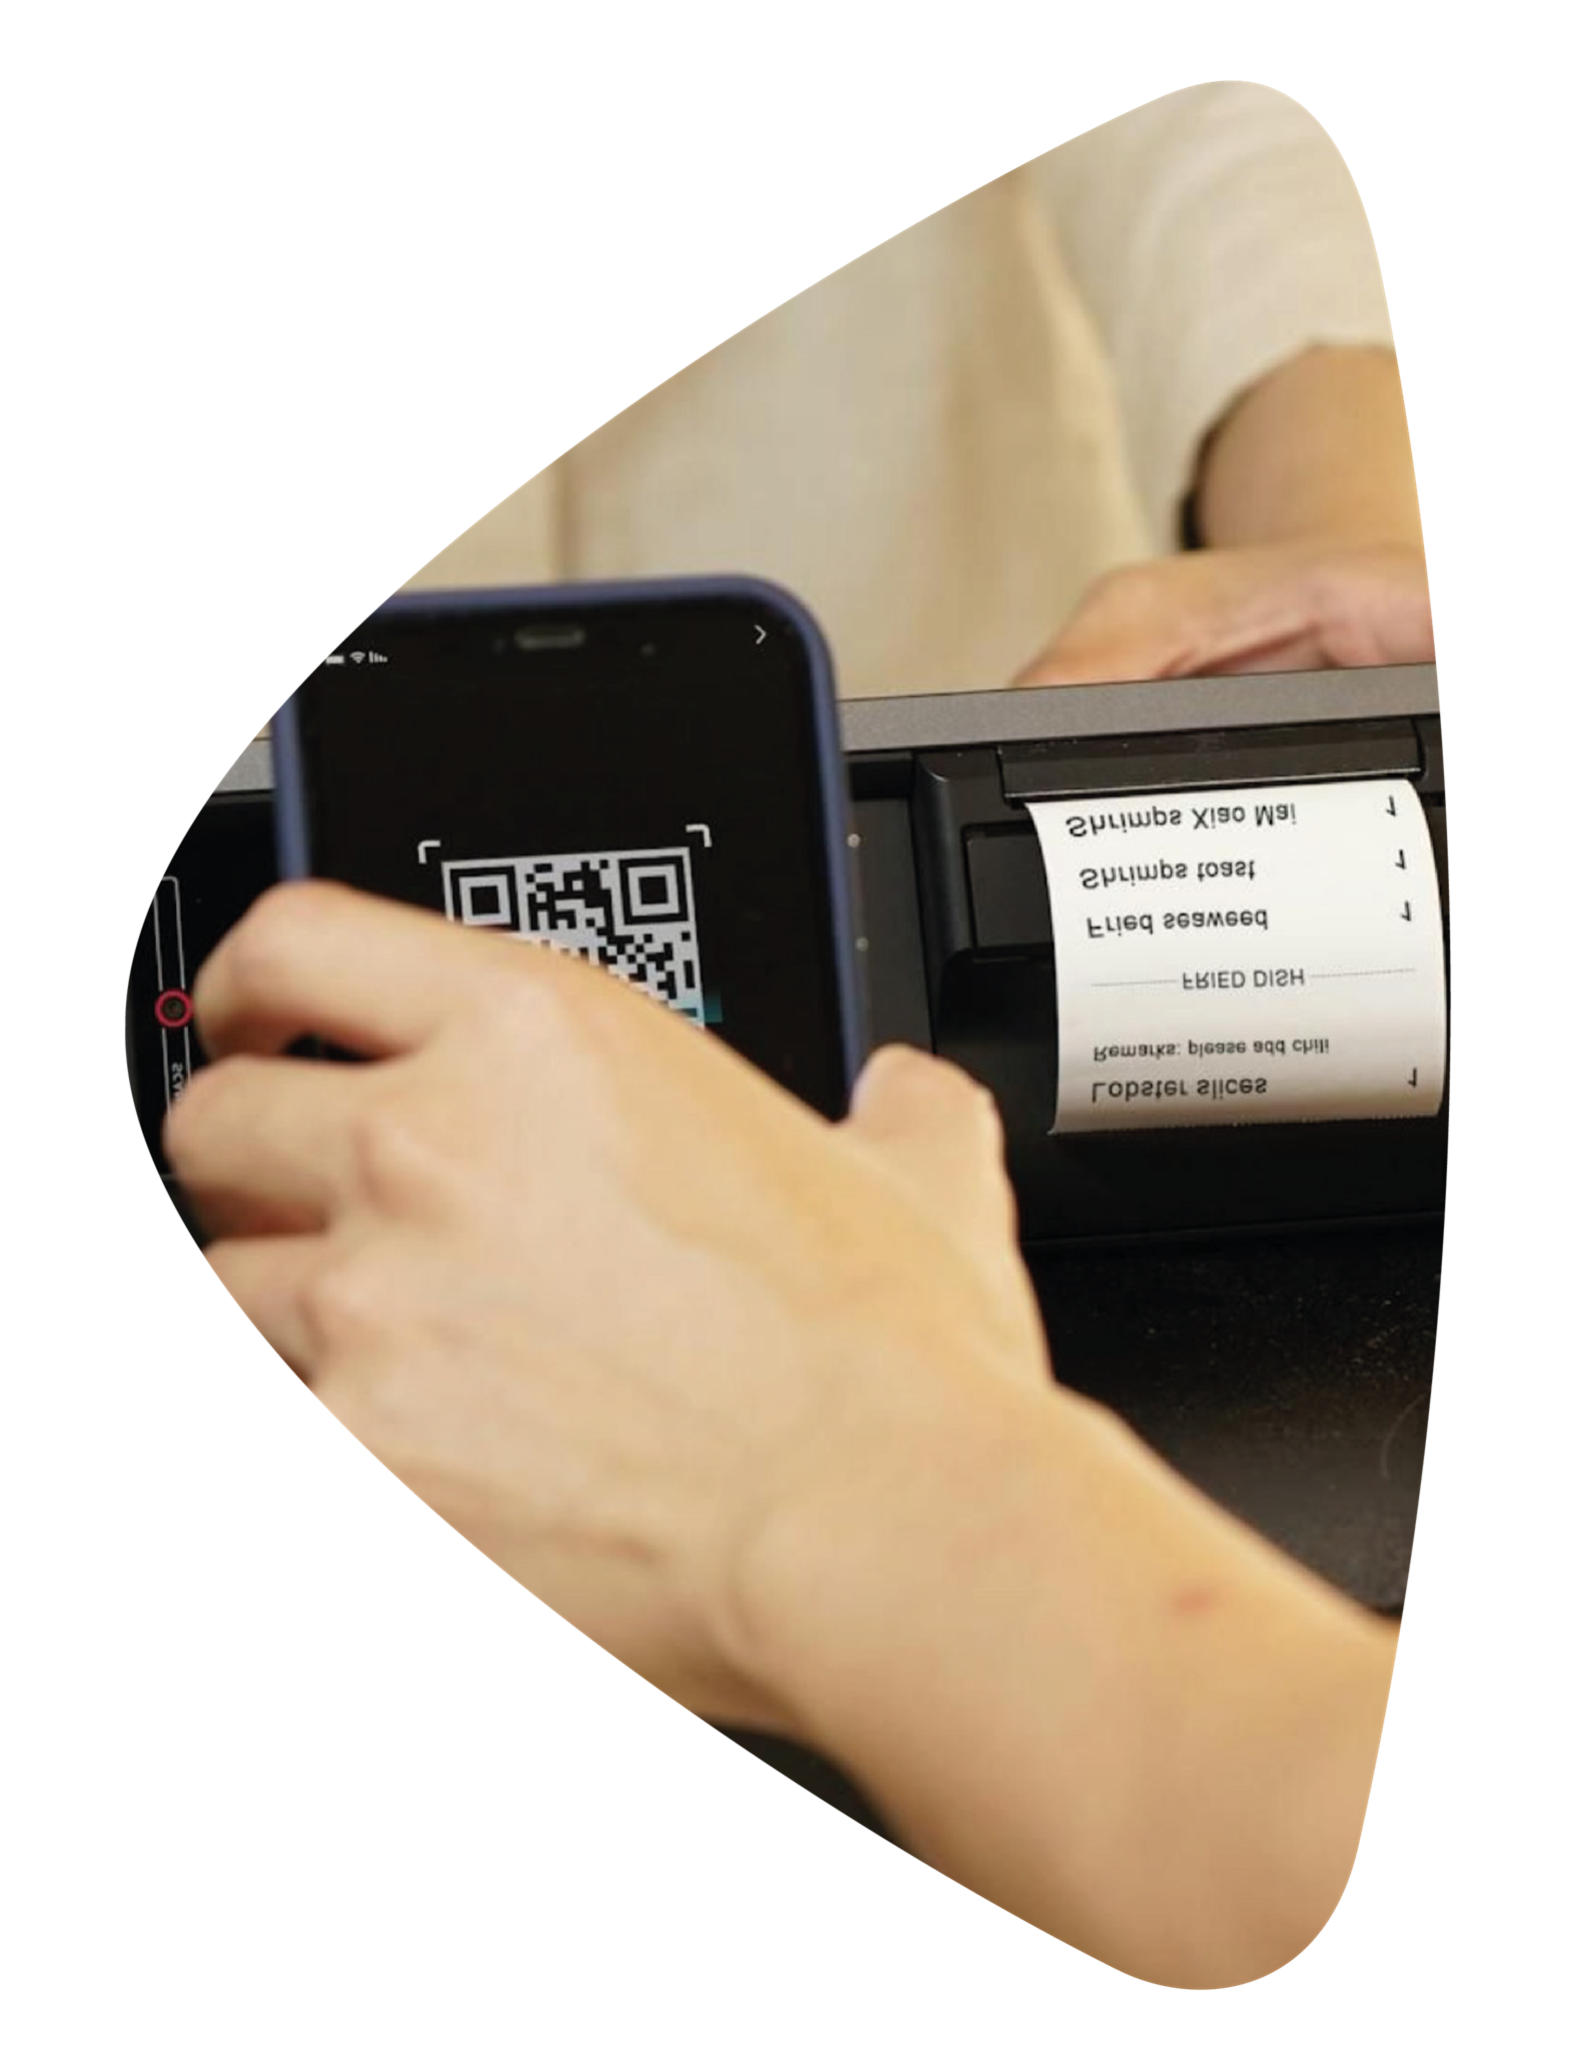 Lobster slices 1
Remarks: please add chili
FRIED DISH
Fried seaweed 1
Shrimps toast 1
Shrimps Xiao Mai 1